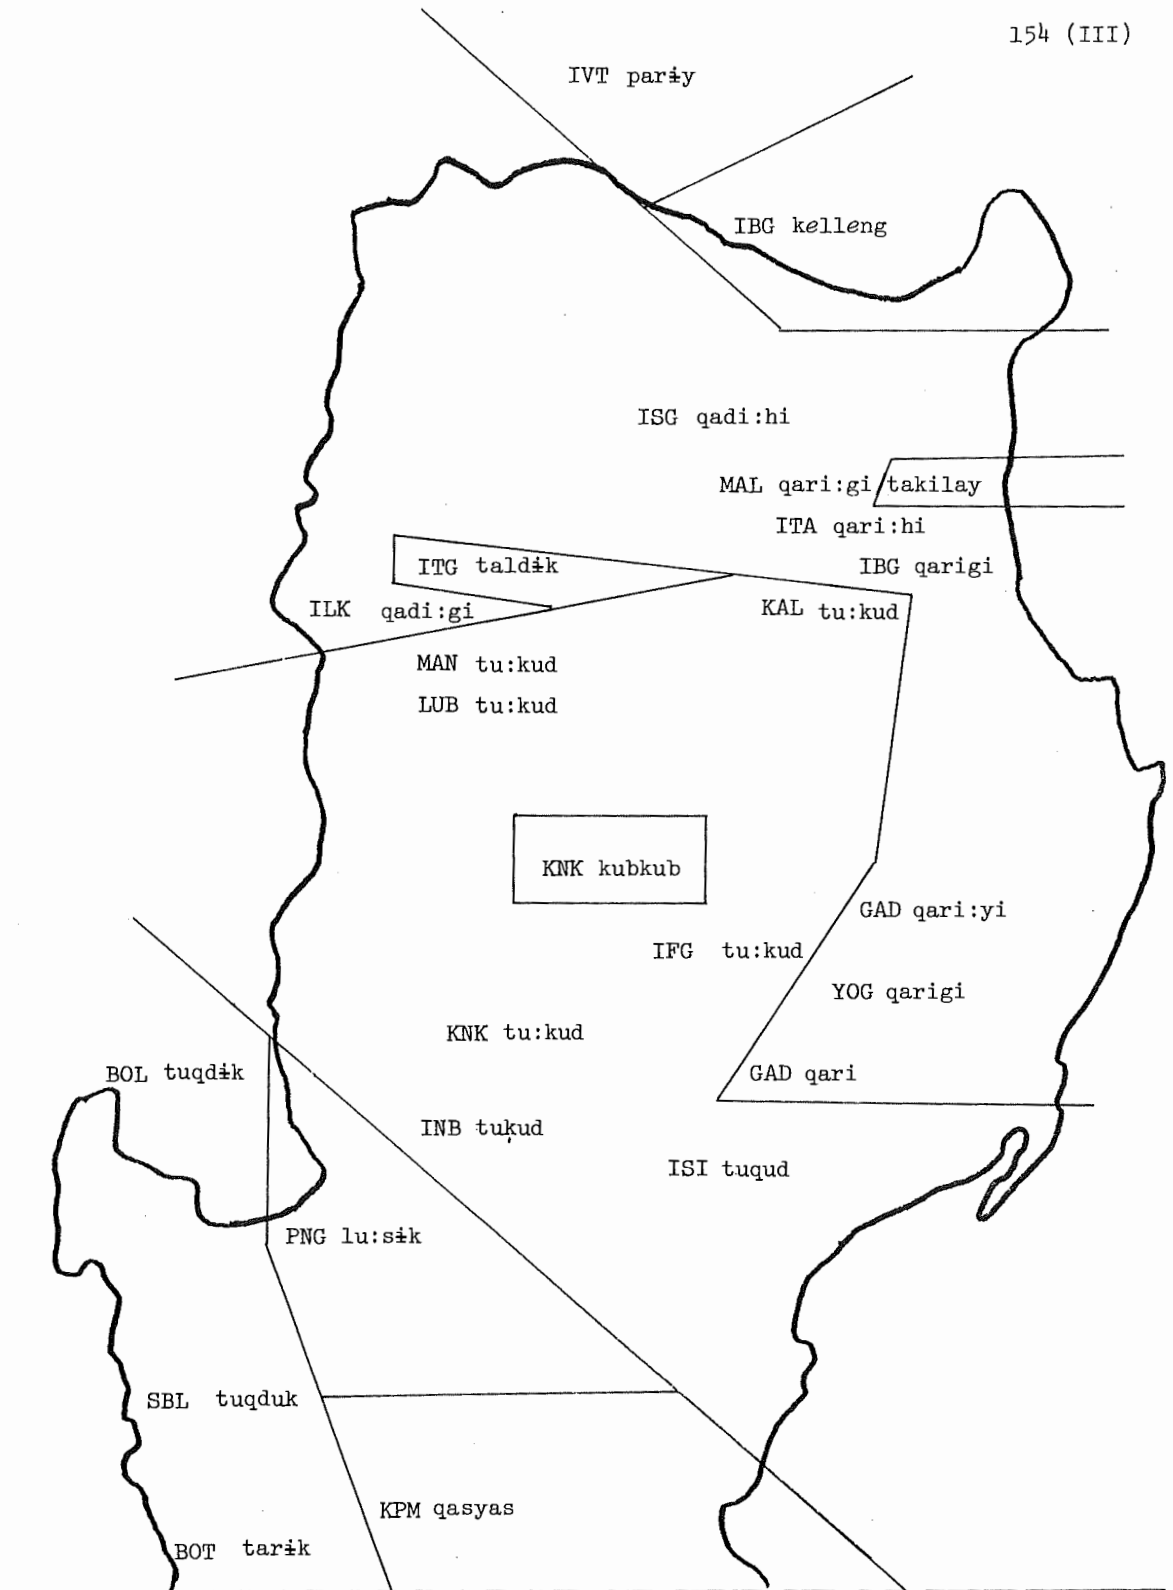 154 (III)
IVT parɨy
IBG kelleng
ISG qadi:hi
MAL qari:gi/takilay
ITA qari:hi
ITG taldɨk
IBG qarigi
ILK qadi:gi
KAL tu:kud
MAN tu:kud
LUB tu:kud
KNK kubkub
GAD qari:yi
IFG tu:kud
YOG qarigi
KNK tu:kud
BOL tuqdɨk
GAD qari
INB tuḳud
ISI tuqud
PNG lu:sɨk
SBL tuqduk
KPM qasyas
BOT tarɨk